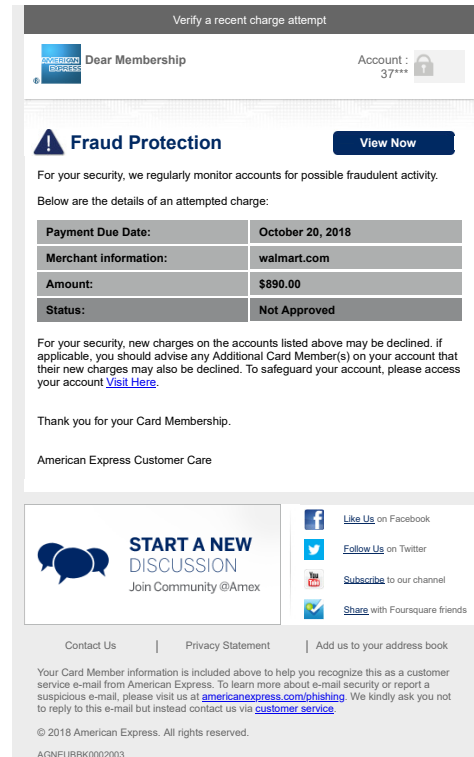 Verify a recent charge attempt
AMERICAN EXPRESS
®
Dear Membership
Account :
37***
Fraud Protection
View Now
For your security, we regularly monitor accounts for possible fraudulent activity.
Below are the details of an attempted charge:
Payment Due Date: October 20, 2018
Merchant information: walmart.com
Amount: $890.00
Status: Not Approved
For your security, new charges on the accounts listed above may be declined. if
applicable, you should advise any Additional Card Member(s) on your account that
their new charges may also be declined. To safeguard your account, please access
your account Visit Here.
Thank you for your Card Membership.
American Express Customer Care
START A NEW
DISCUSSION
Join Community @Amex
f
Like Us on Facebook
Follow Us on Twitter
You Tube
Subscribe to our channel
Share with Foursquare friends
Contact Us | Privacy Statement | Add us to your address book
Your Card Member information is included above to help you recognize this as a customer
service e-mail from American Express. To learn more about e-mail security or report a
suspicious e-mail, please visit us at americanexpress.com/phishing. We kindly ask you not
to reply to this e-mail but instead contact us via customer service.
© 2018 American Express. All rights reserved.
AGNEUBBK0002003